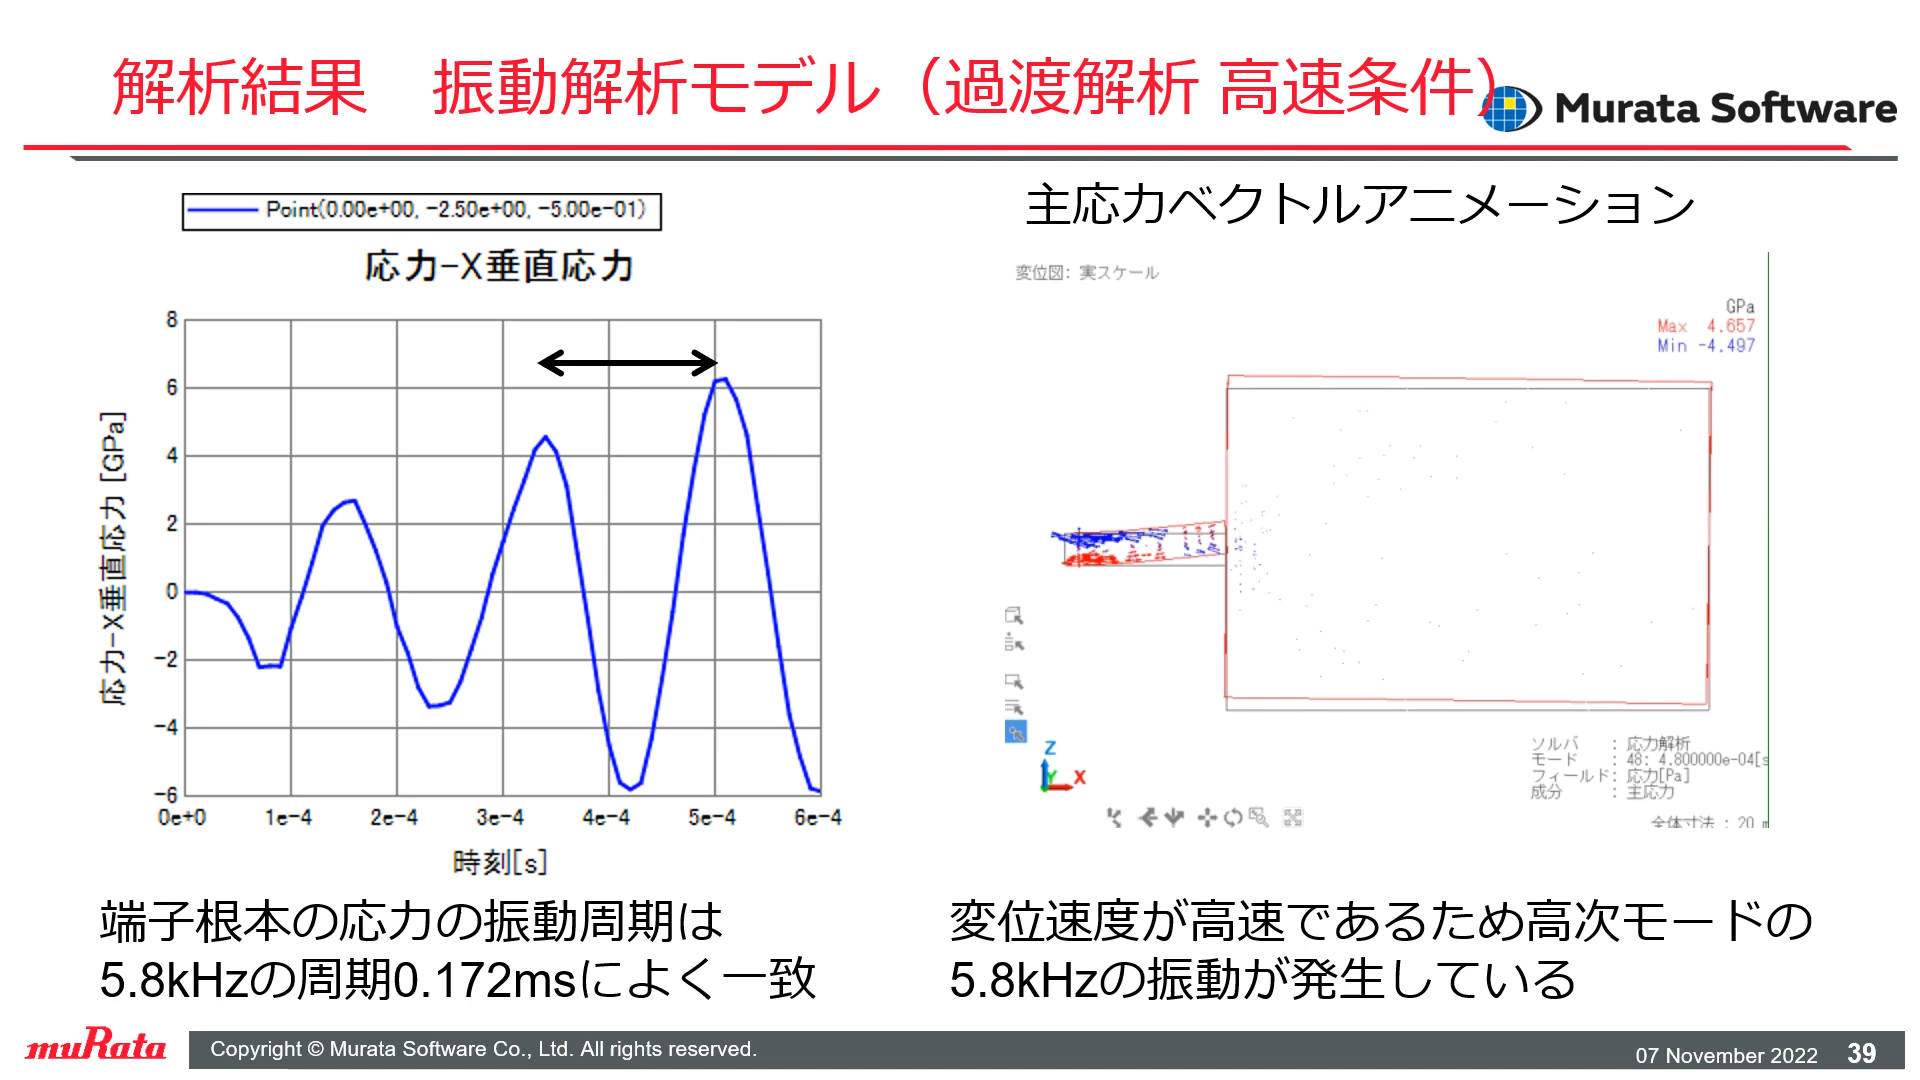 解析結果　振動解析モデル（過渡解析 高速条件）
Murata Software
Point(0.00e+00, -2.50e+00, -5.00e-01)
応力-X垂直応力
応力-X垂直応力 [GPa]
8
6
4
2
0
-2
-4
-6
0e+0 1e-4 2e-4 3e-4 4e-4 5e-4 6e-4
時刻[s]
主応力ベクトルアニメーション
変位図: 実スケール
GPa
Max 4.657
Min -4.497
Z
Y
X
ソルバ : 応力解析
モード : 48: 4.800000e-04[s
フィールド: 応力[Pa]
成分 : 主応力
全体寸法 : 20 m
端子根本の応力の振動周期は
5.8kHzの周期0.172msによく一致
変位速度が高速であるため高次モードの
5.8kHzの振動が発生している
muRata
Copyright © Murata Software Co., Ltd. All rights reserved.
07 November 2022 39